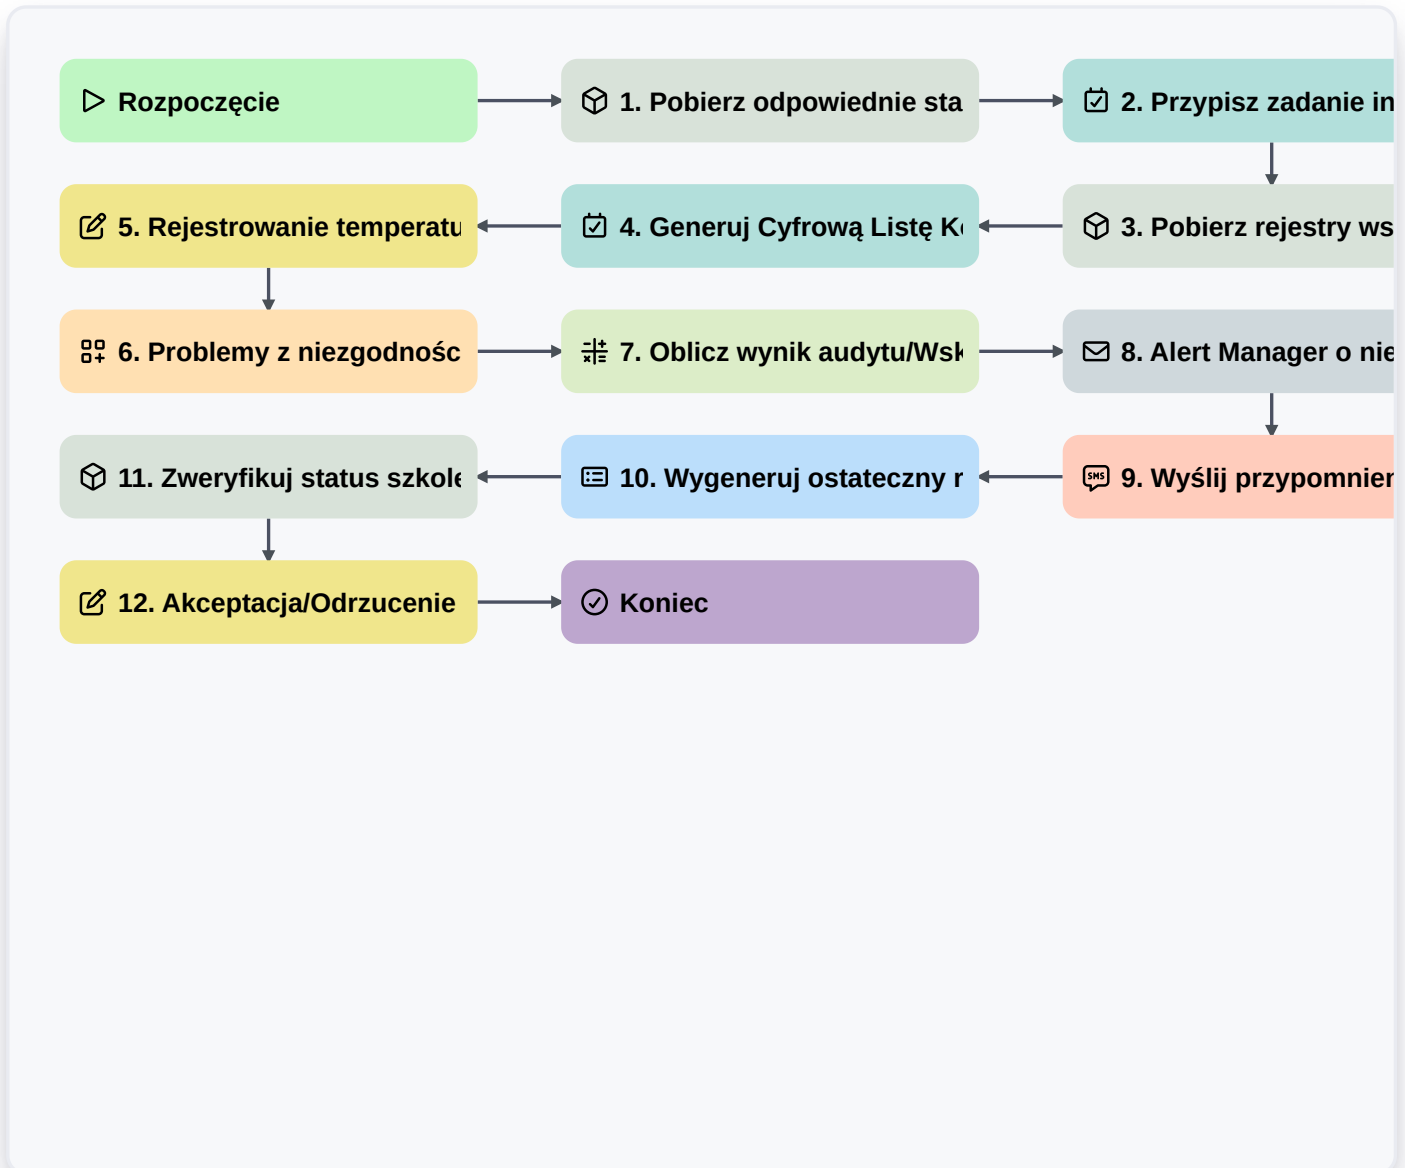 Rozpoczęcie
1. Pobierz odpowiednie sta
2. Przypisz zadanie in
3. Pobierz rejestry ws
4. Generuj Cyfrową Listę
5. Rejestrowanie temperatu
6. Problemy z niezgodnośc
7. Oblicz wynik audytu/Wsk
8. Alert Manager o nie
9. Wyślij przypomnien
SMS
10. Wygeneruj ostateczny r
11. Zweryfikuj status szkole
12. Akceptacja/Odrzucenie
Koniec